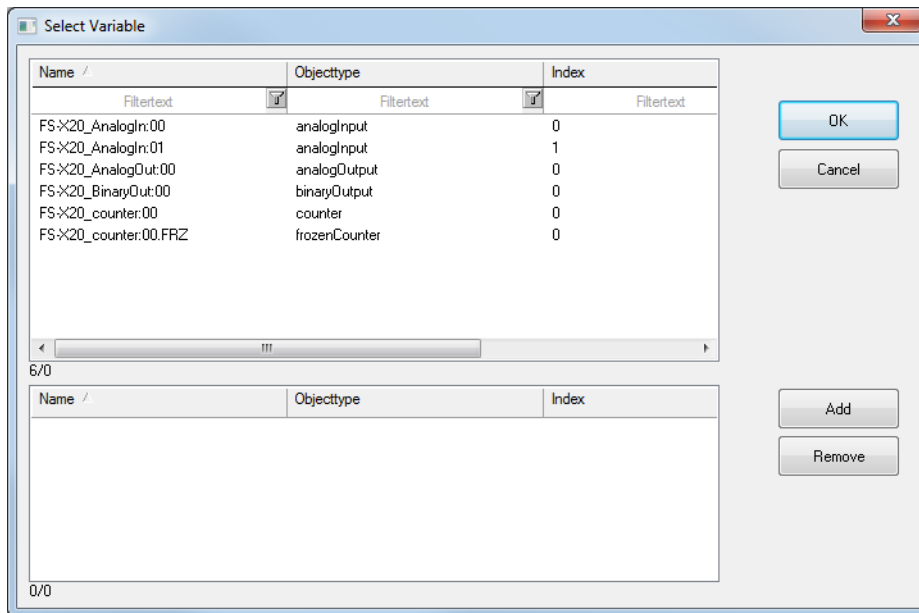 Select Variable
Name Objecttype Index
Filtertext Filtertext Filtertext
FS-X20_AnalogIn:00 analogInput 0
FS-X20_AnalogIn:01 analogInput 1
FS-X20_AnalogOut:00 analogOutput 0
FS-X20_BinaryOut:00 binaryOutput 0
FS-X20_counter:00 counter 0
FS-X20_counter:00.FRZ frozenCounter 0
OK
Cancel
6/0
Name Objecttype Index
Add
Remove
0/0